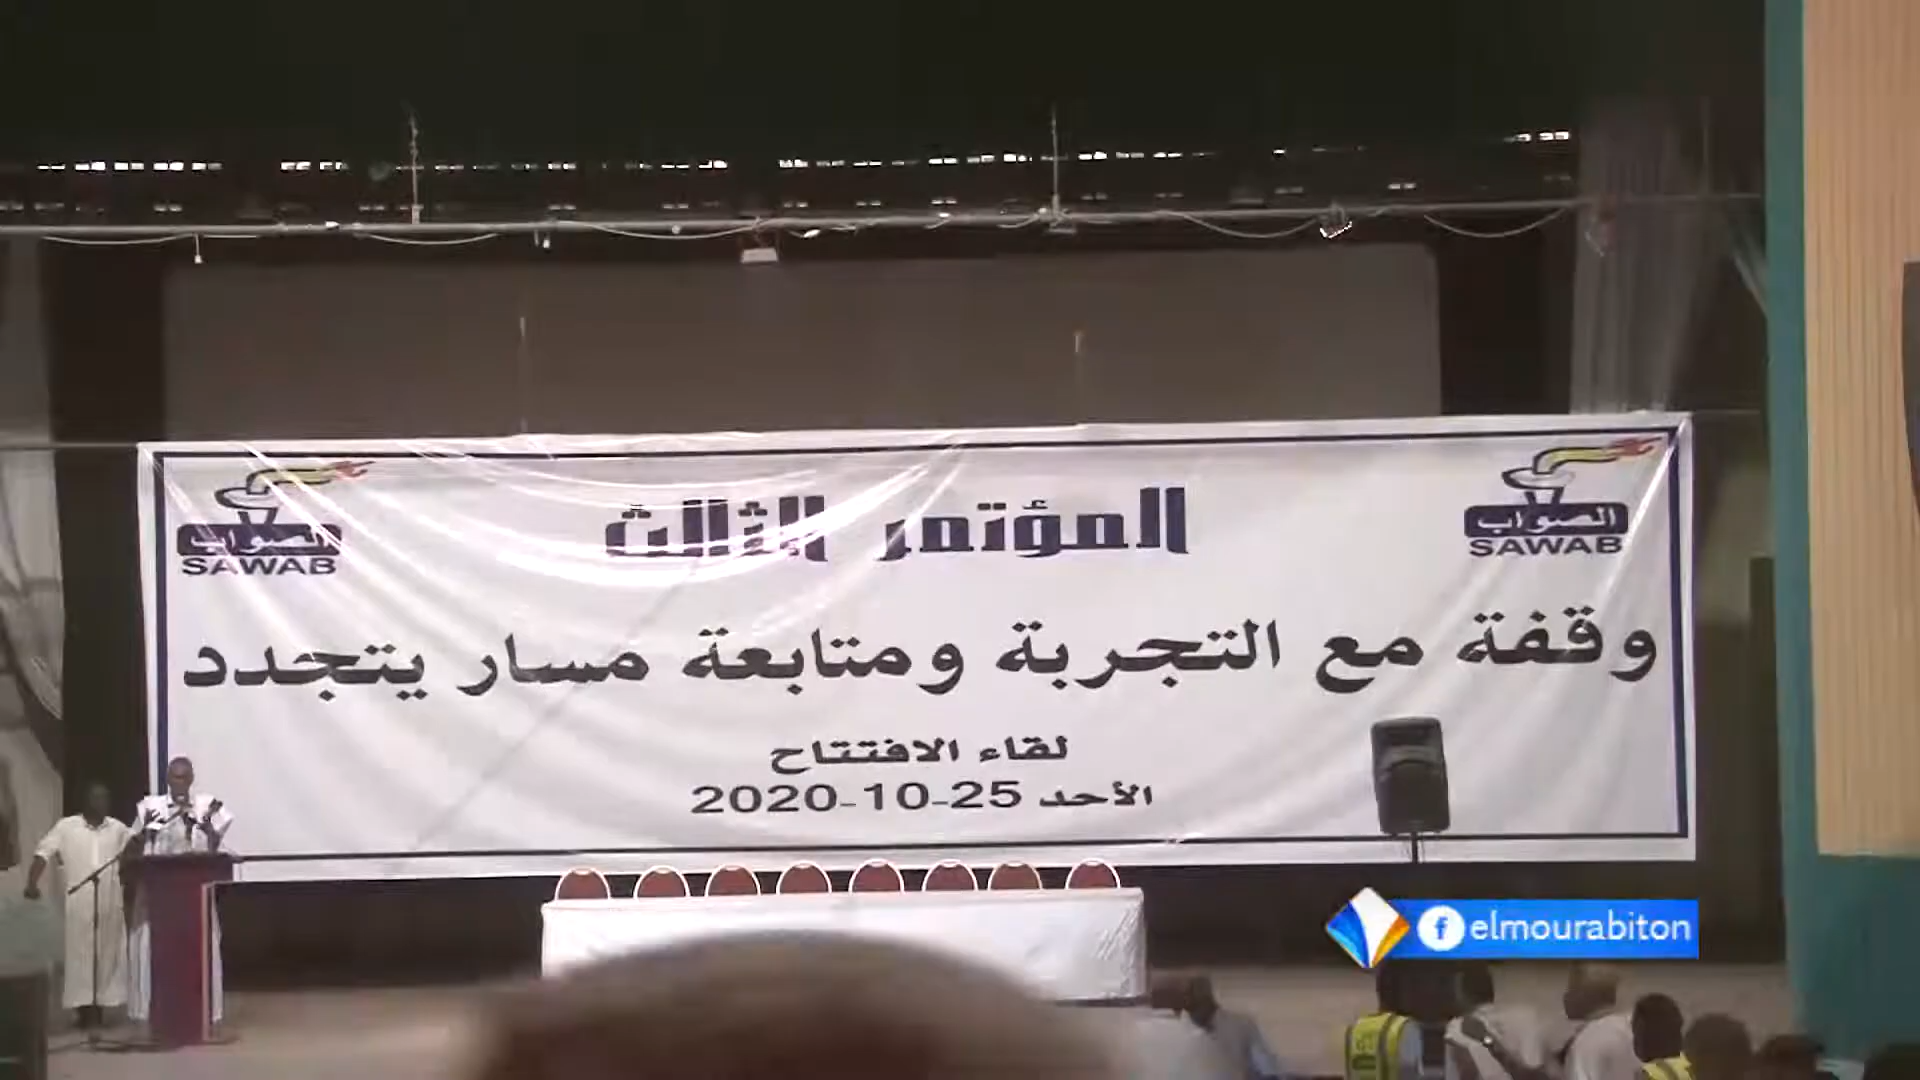 الصواب
SAWAB
المؤتمر الثالث
الصواب
SAWAB
وقفة مع التجربة ومتابعة مسار يتجدد
لقاء الافتتاح
الأحد 25-10-2020
elmourabiton